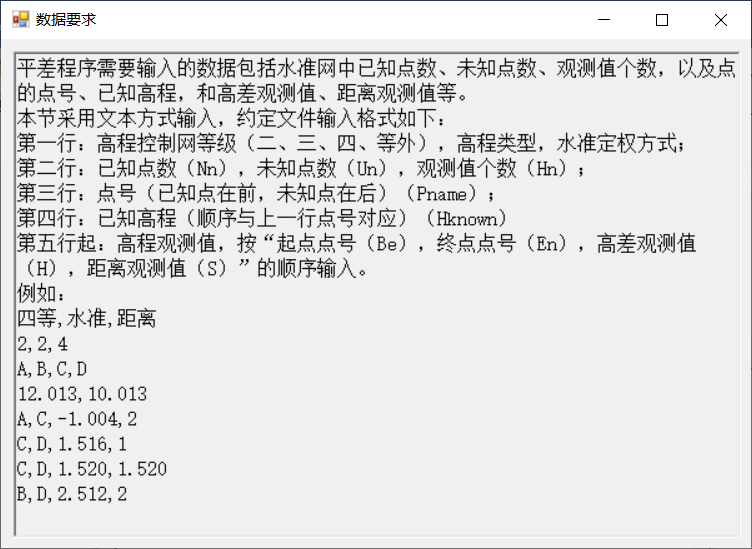 数据要求
平差程序需要输入的数据包括水准网中已知点数、未知点数、观测值个数，以及点
的点号、已知高程，和高差观测值、距离观测值等。
本节采用文本方式输入，约定文件输入格式如下：
第一行：高程控制网等级（二、三、四、等外），高程类型，水准定权方式；
第二行：已知点数（Nn），未知点数（Un），观测值个数（Hn）；
第三行：点号（已知点在前，未知点在后）（Pname）；
第四行：已知高程（顺序与上一行点号对应）（Hknown）
第五行起：高程观测值，按“起点点号（Be），终点点号（En），高差观测值
（H），距离观测值（S）”的顺序输入。
例如：
四等,水准,距离
2,2,4
A,B,C,D
12.013,10.013
A,C,-1.004,2
C,D,1.516,1
C,D,1.520,1.520
B,D,2.512,2